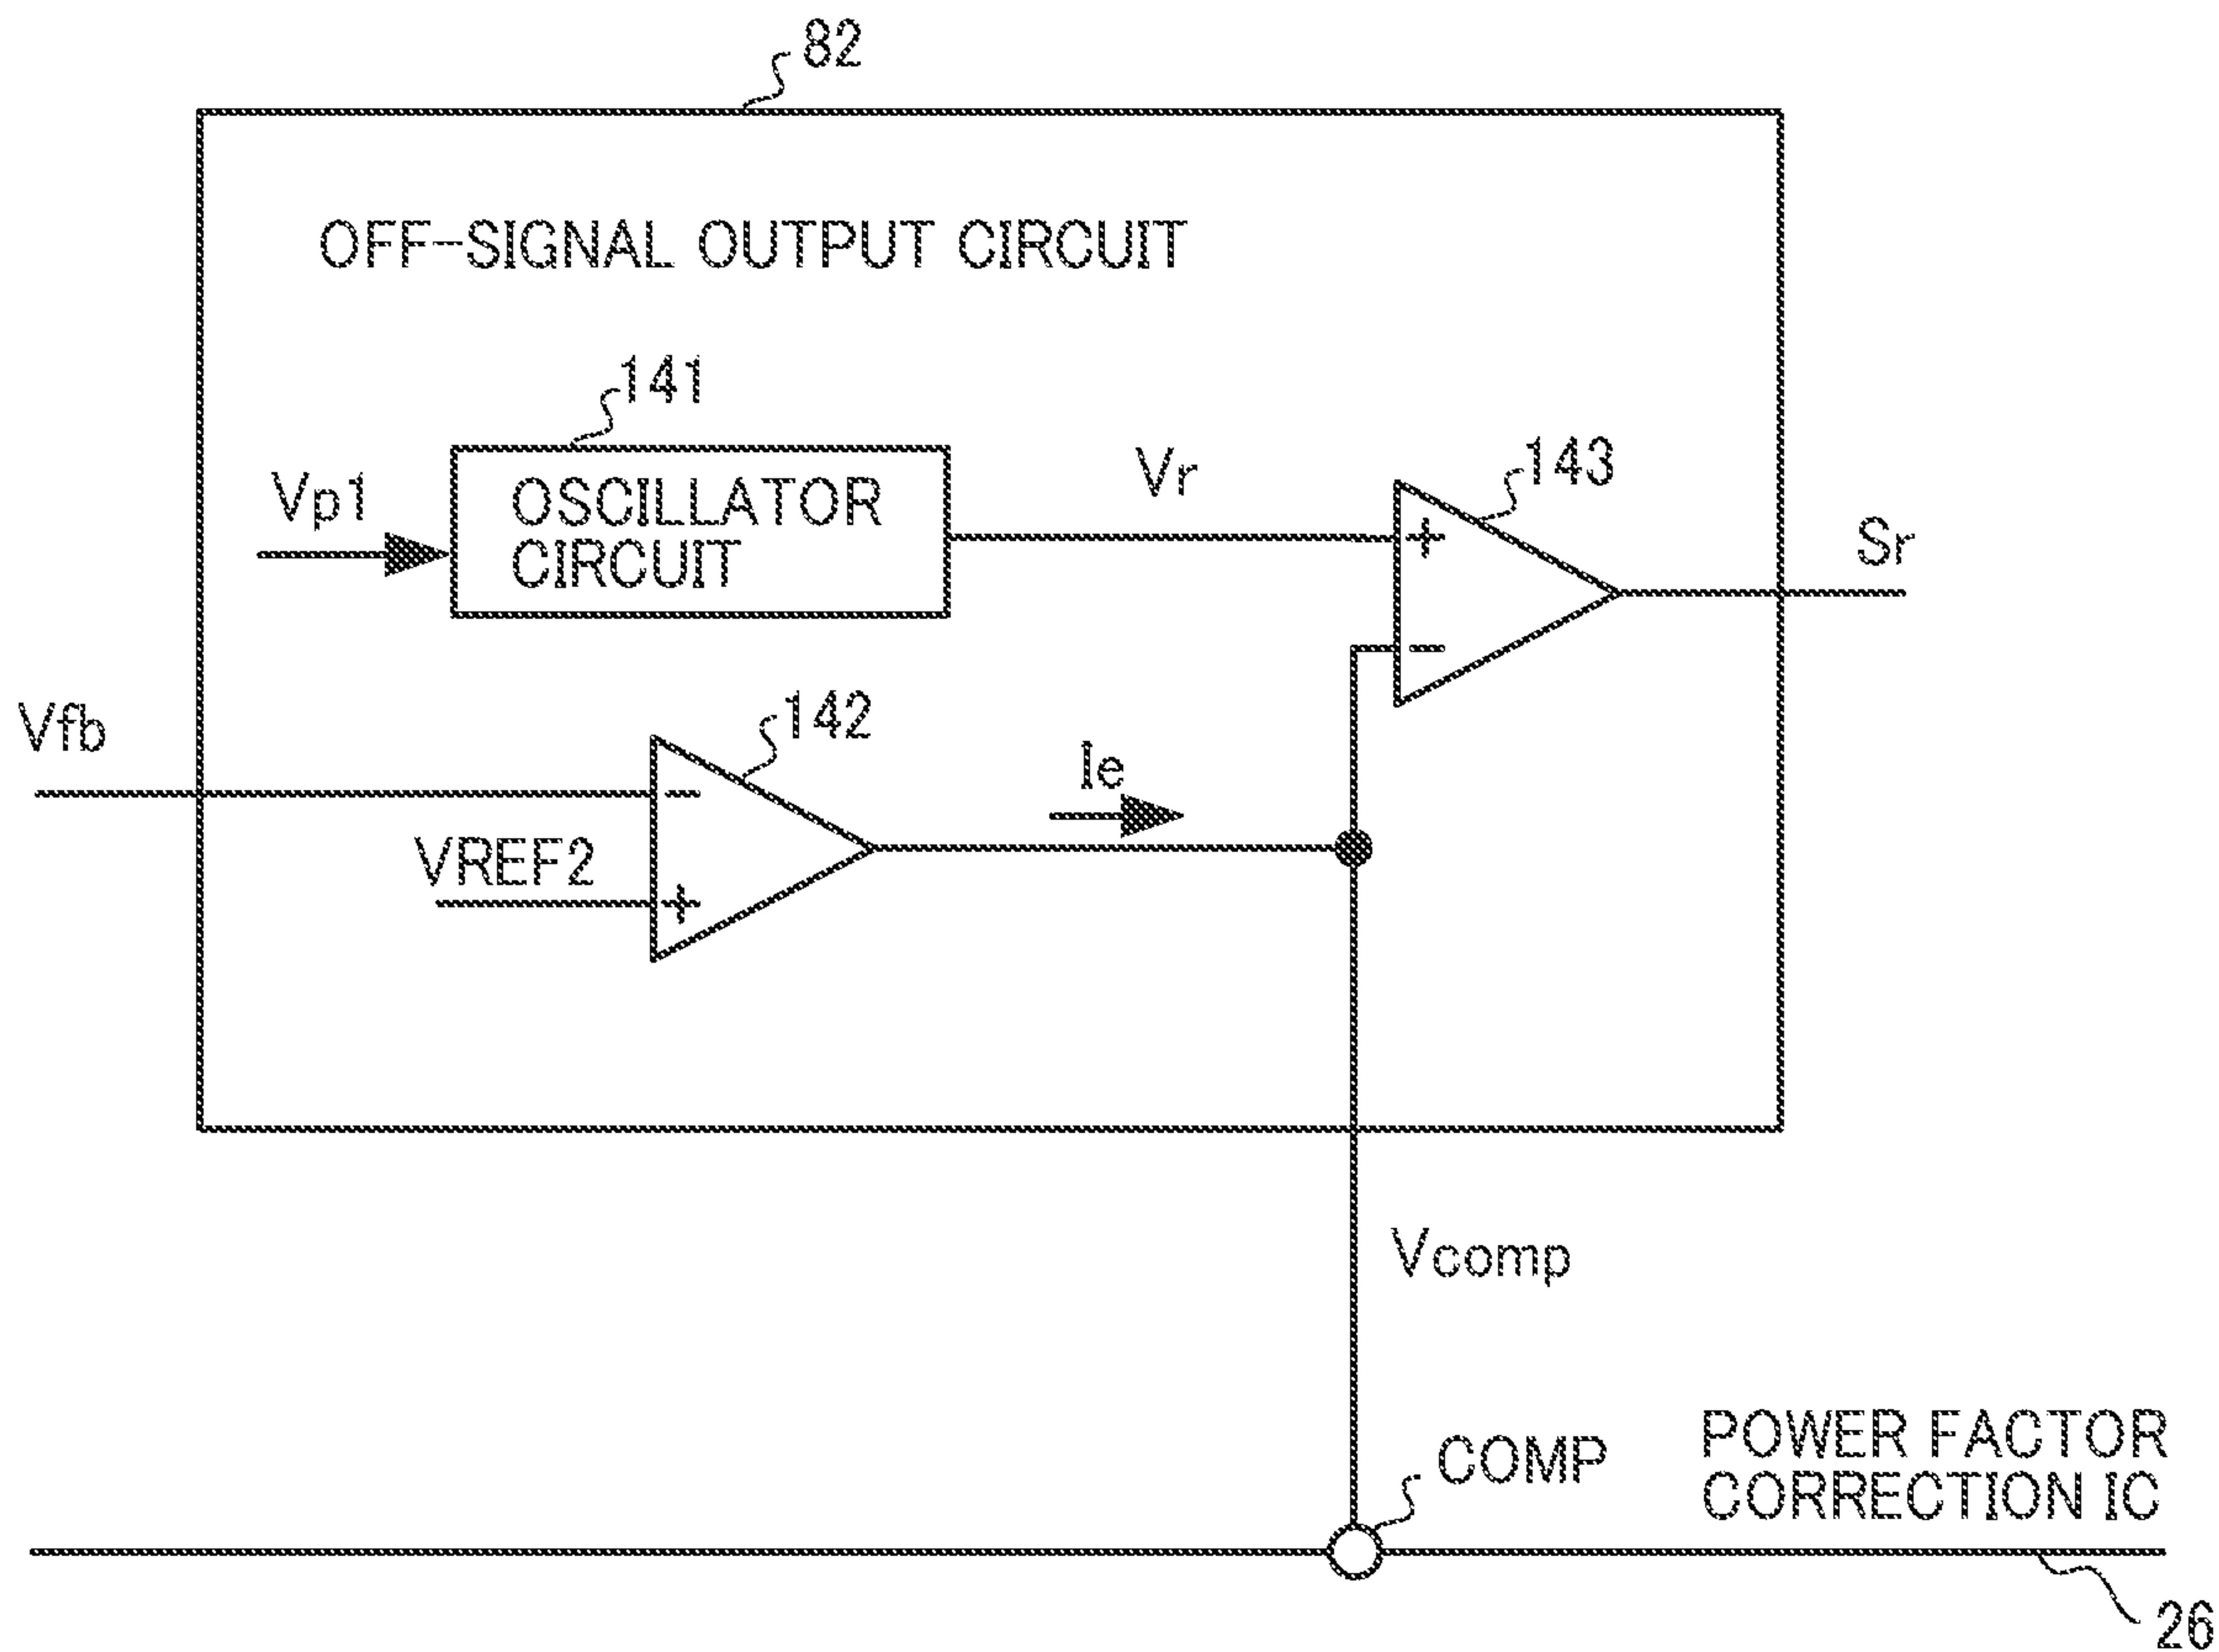 82
OFF-SIGNAL OUTPUT CIRCUIT
141
Vp1
OSCILLATOR
CIRCUIT
Vr
143
Sr
Vfb
142
Ie
VREF2
+
−
−
+
Vcomp
COMP
POWER FACTOR
CORRECTION IC
26